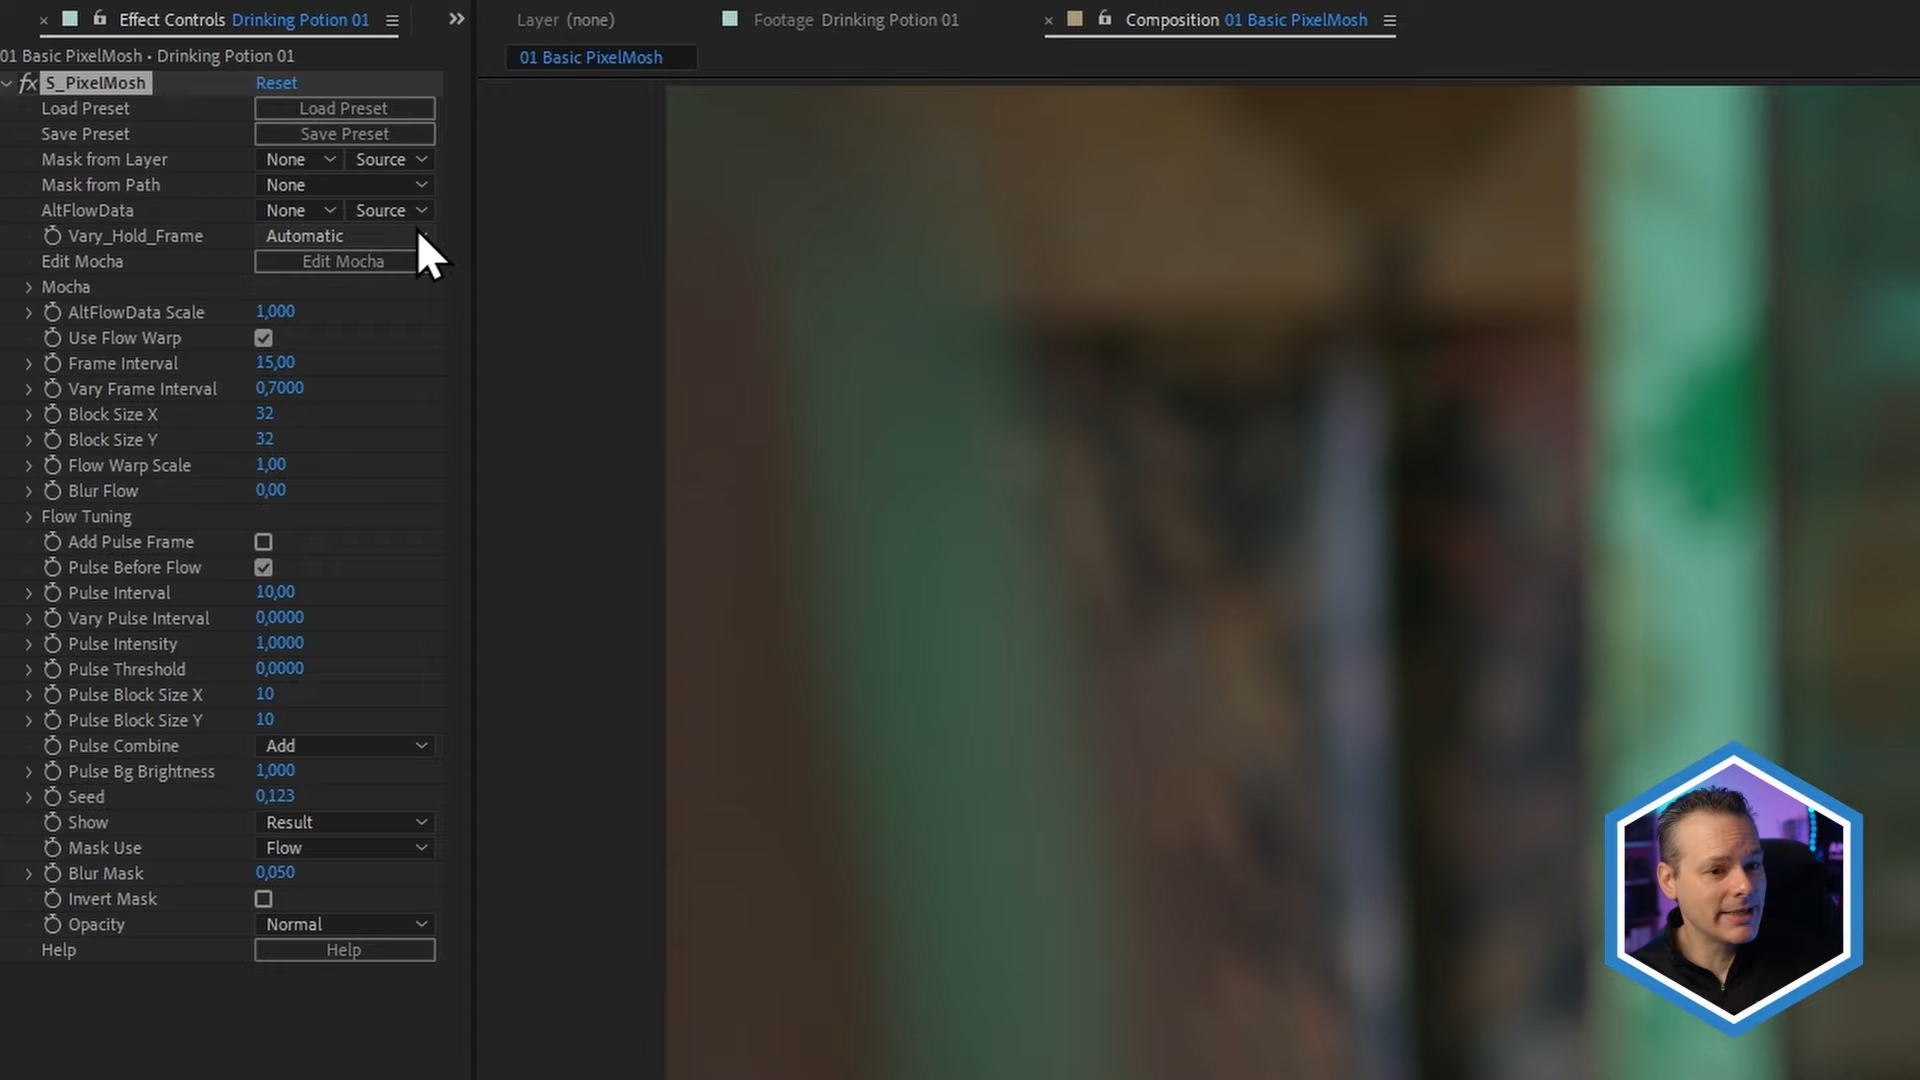 Effect Controls Drinking Potion 01
Layer (none)
Footage Drinking Potion 01
Composition 01 Basic PixelMosh
01 Basic PixelMosh • Drinking Potion 01
01 Basic PixelMosh
fx S_PixelMosh Reset
Load Preset Load Preset
Save Preset Save Preset
Mask from Layer None Source
Mask from Path None
AltFlowData None Source
Vary_Hold_Frame Automatic
Edit Mocha Edit Mocha
Mocha
AltFlowData Scale 1,000
Use Flow Warp
Frame Interval 15,00
Vary Frame Interval 0,7000
Block Size X 32
Block Size Y 32
Flow Warp Scale 1,00
Blur Flow 0,00
Flow Tuning
Add Pulse Frame
Pulse Before Flow
Pulse Interval 10,00
Vary Pulse Interval 0,0000
Pulse Intensity 1,0000
Pulse Threshold 0,0000
Pulse Block Size X 10
Pulse Block Size Y 10
Pulse Combine Add
Pulse Bg Brightness 1,000
Seed 0,123
Show Result
Mask Use Flow
Blur Mask 0,050
Invert Mask
Opacity Normal
Help Help